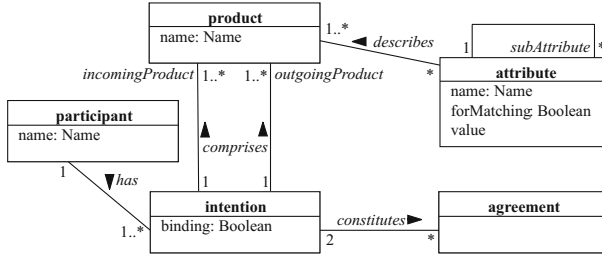 product
name: Name
1..*
describes
*
1
subAttribute
*
attribute
name: Name
forMatching: Boolean
value
incomingProduct
1..*
1..*
outgoingProduct
participant
name: Name
comprises
1
has
1..*
1
1
intention
binding: Boolean
constitutes
2
*
agreement